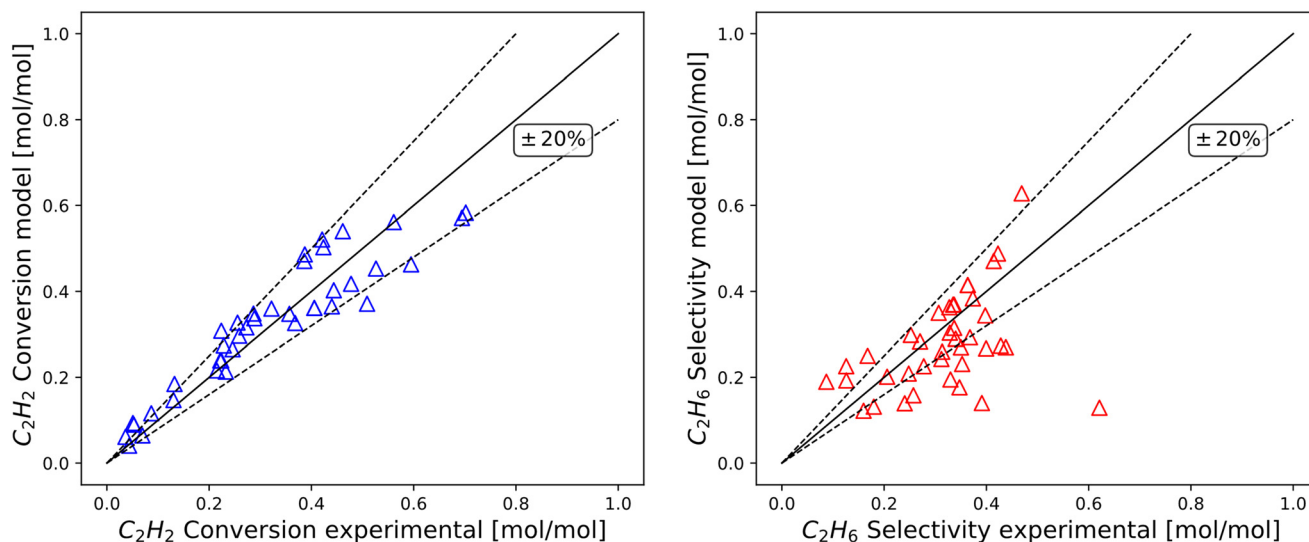 1.0
0.8
0.6
0.4
0.2
0.0
C₂H₂ Conversion model [mol/mol]
± 20%
0.0 0.2 0.4 0.6 0.8 1.0
C₂H₂ Conversion experimental [mol/mol]
1.0
0.8
0.6
0.4
0.2
0.0
C₂H₆ Selectivity model [mol/mol]
± 20%
0.0 0.2 0.4 0.6 0.8 1.0
C₂H₆ Selectivity experimental [mol/mol]